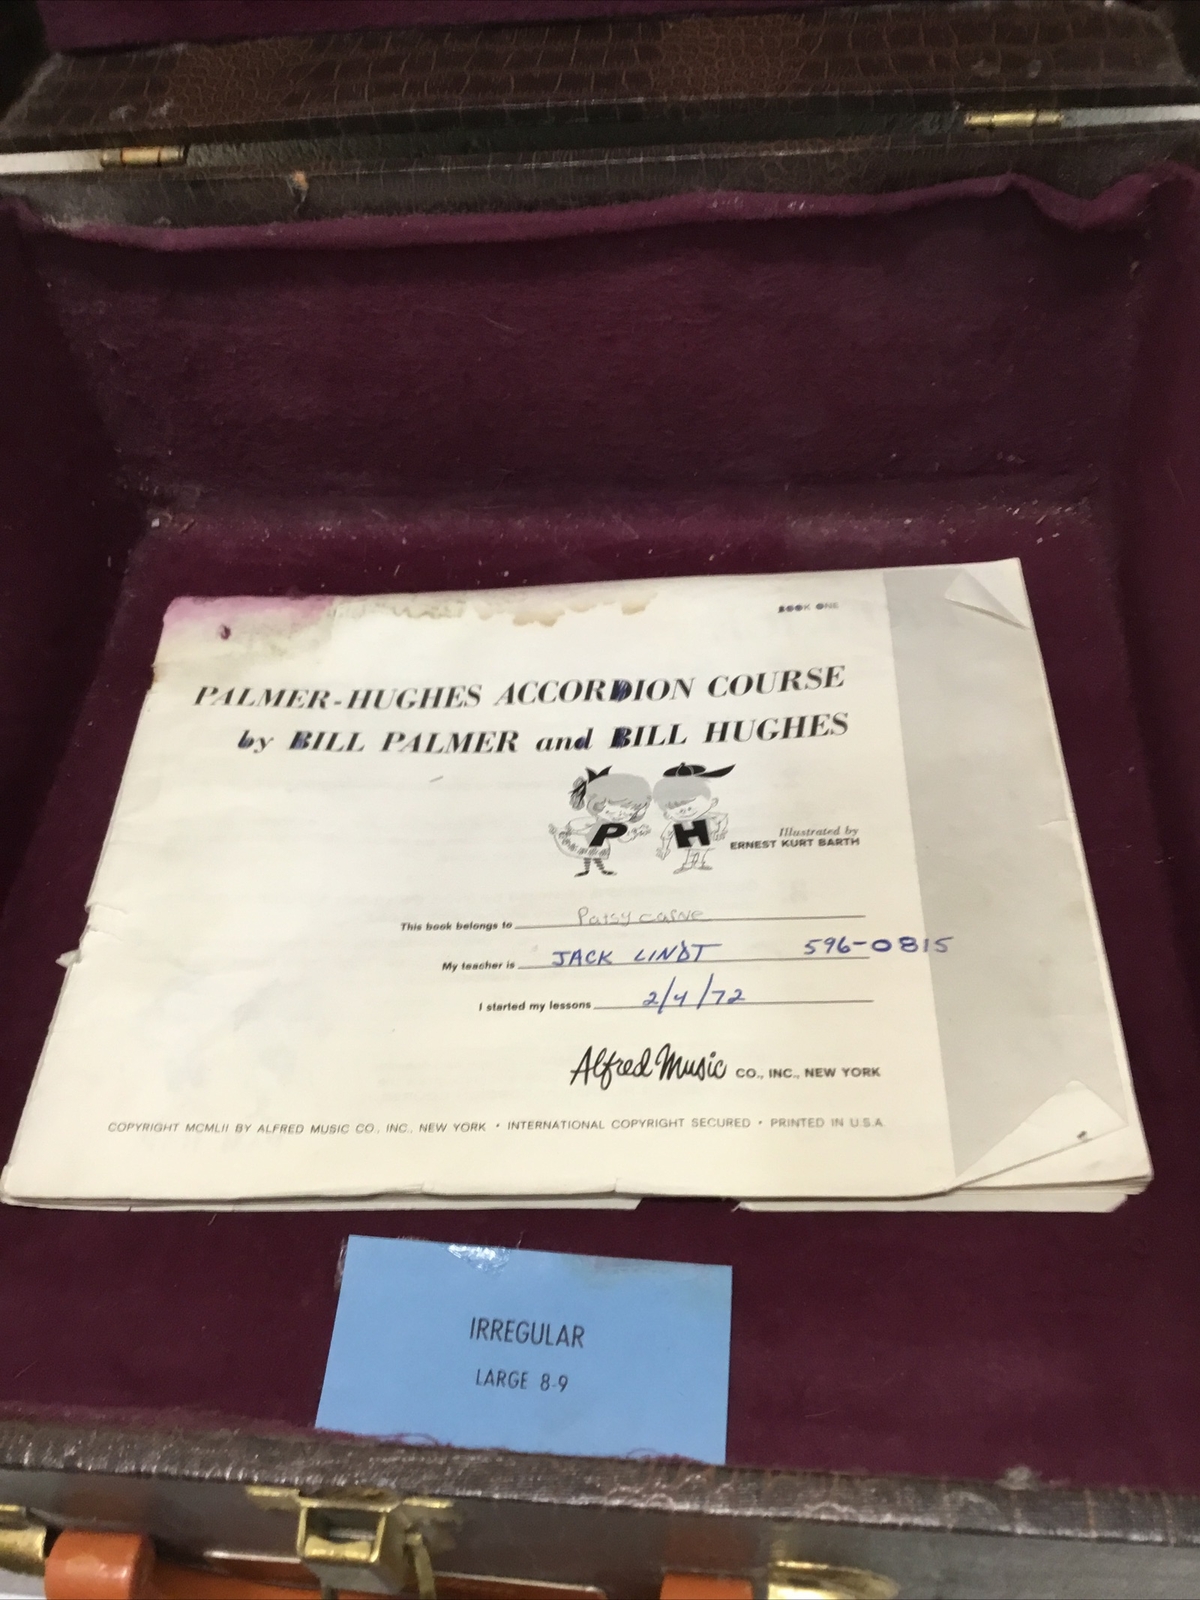 BOOK ONE
PALMER-HUGHES ACCORDION COURSE
by BILL PALMER and BILL HUGHES
P H
Illustrated by
ERNEST KURT BARTH
This book belongs to Patsy carve
My teacher is JACK LINDT 596-0815
I started my lessons 2/4/72
Alfred Music CO., INC., NEW YORK
COPYRIGHT MCMLII BY ALFRED MUSIC CO., INC., NEW YORK • INTERNATIONAL COPYRIGHT SECURED • PRINTED IN U.S.A.
IRREGULAR
LARGE 8-9